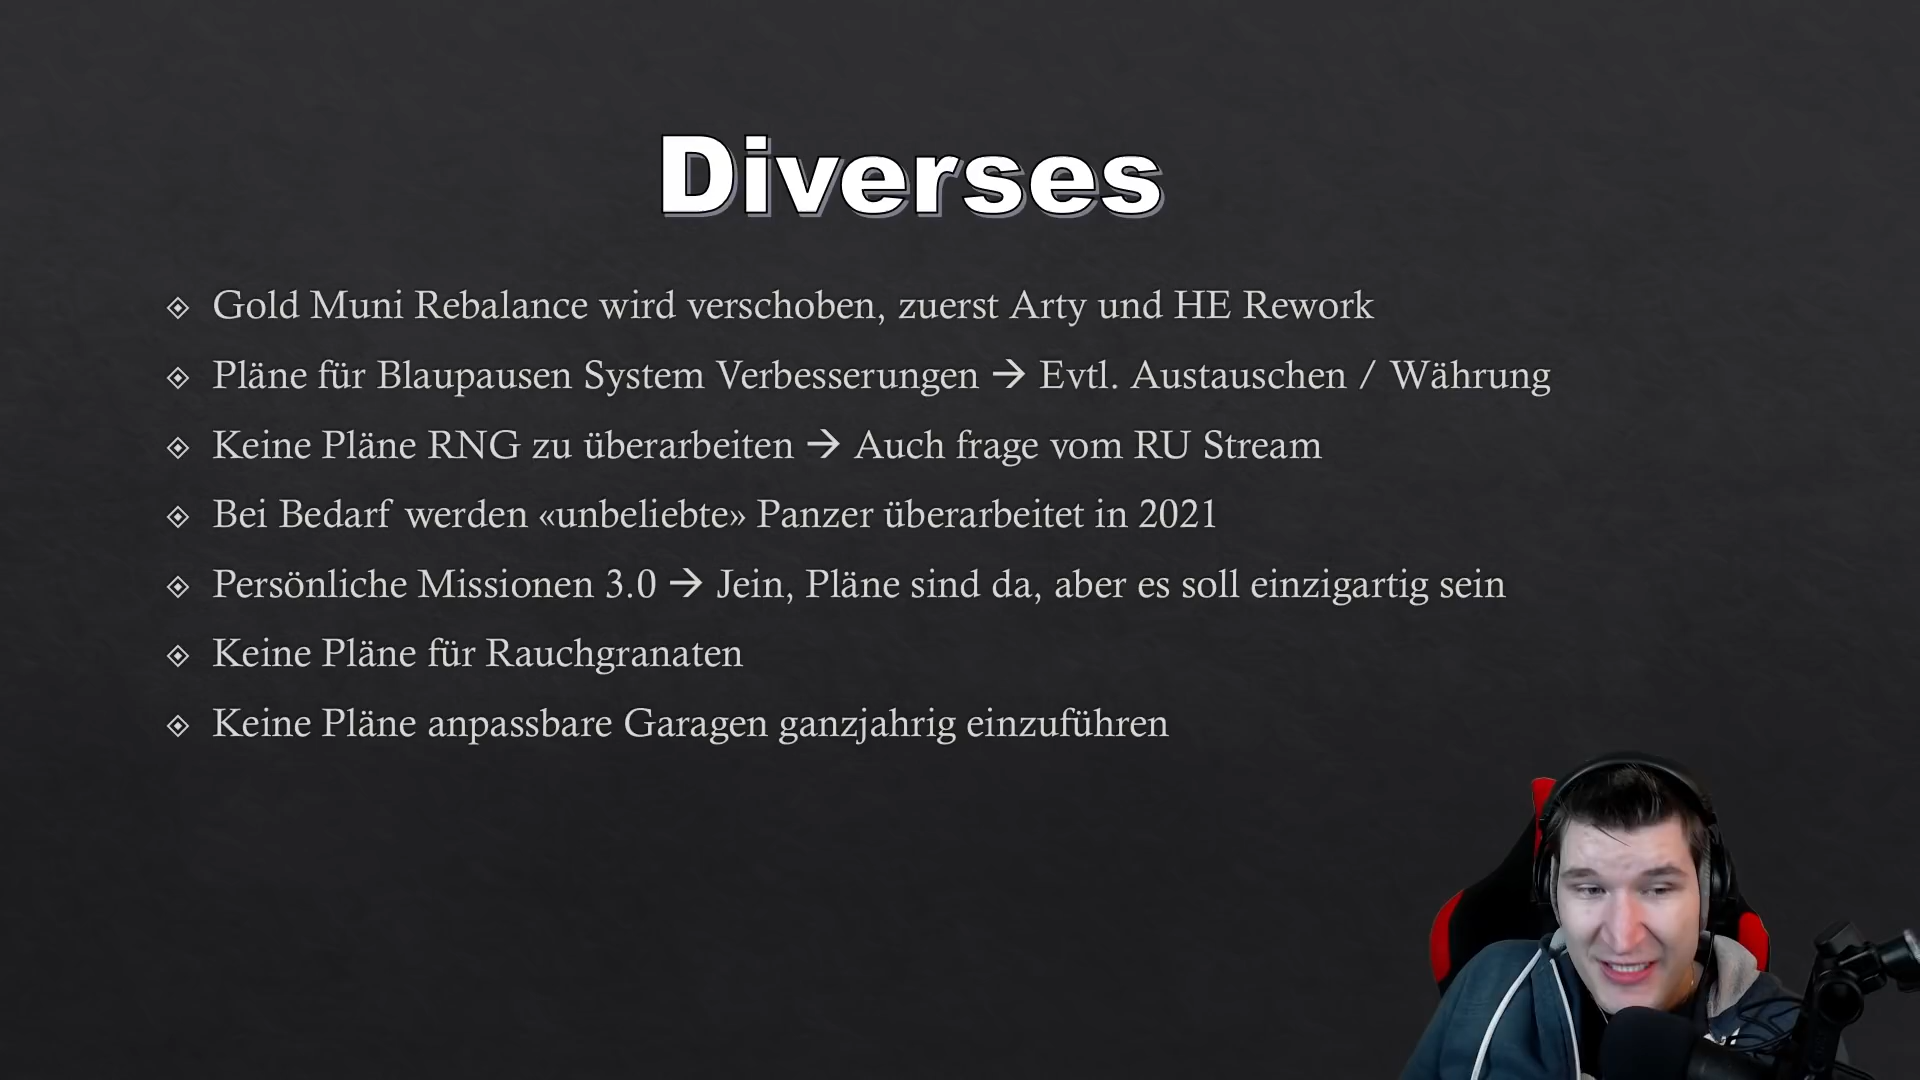 Diverses
Gold Muni Rebalance wird verschoben, zuerst Arty und HE Rework
Pläne für Blaupausen System Verbesserungen → Evtl. Austauschen / Währung
Keine Pläne RNG zu überarbeiten → Auch frage vom RU Stream
Bei Bedarf werden «unbeliebte» Panzer überarbeitet in 2021
Persönliche Missionen 3.0 → Jein, Pläne sind da, aber es soll einzigartig sein
Keine Pläne für Rauchgranaten
Keine Pläne anpassbare Garagen ganzjahrig einzuführen